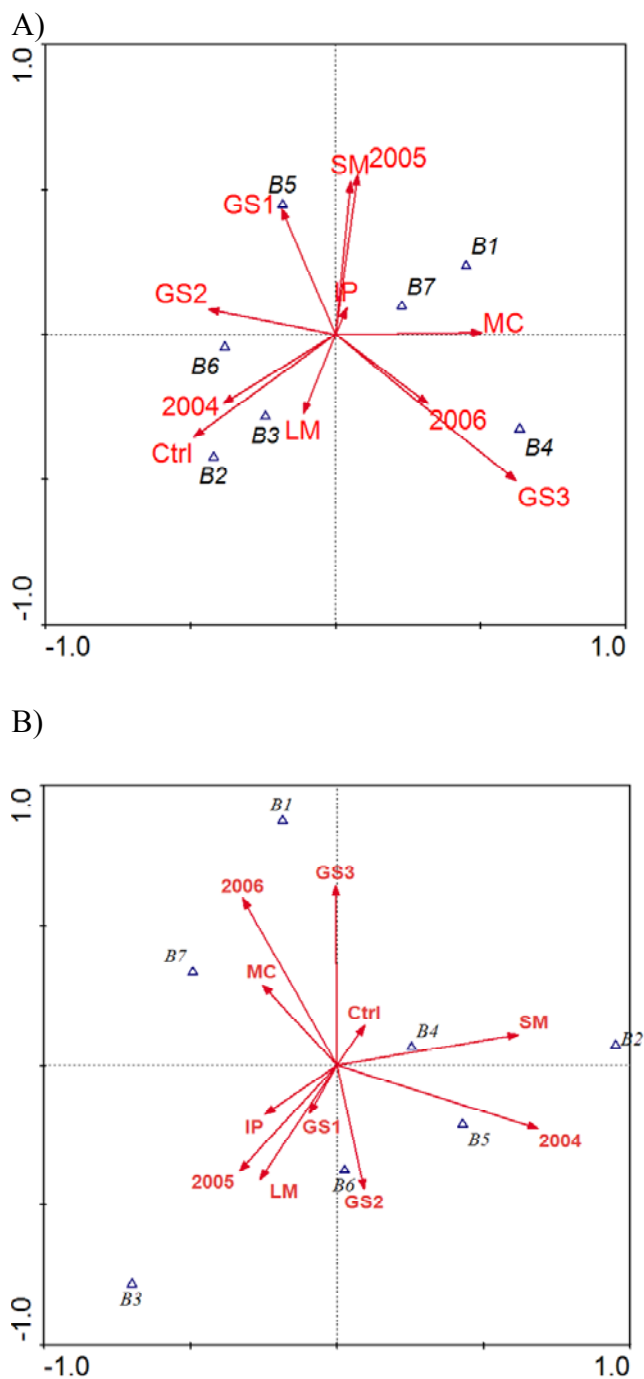 A)
1.0
SM 2005
B5
GS1
B1
IP
B7
GS2
MC
B6
2004
2006
LM
B3
B4
Ctrl
B2
GS3
-1.0
-1.0 1.0
B)
1.0
B1
GS3
2006
B7
MC
Ctrl
SM
B4
B2
IP
GS1
B5
2004
2005
LM
B6
GS2
B3
-1.0
-1.0 1.0